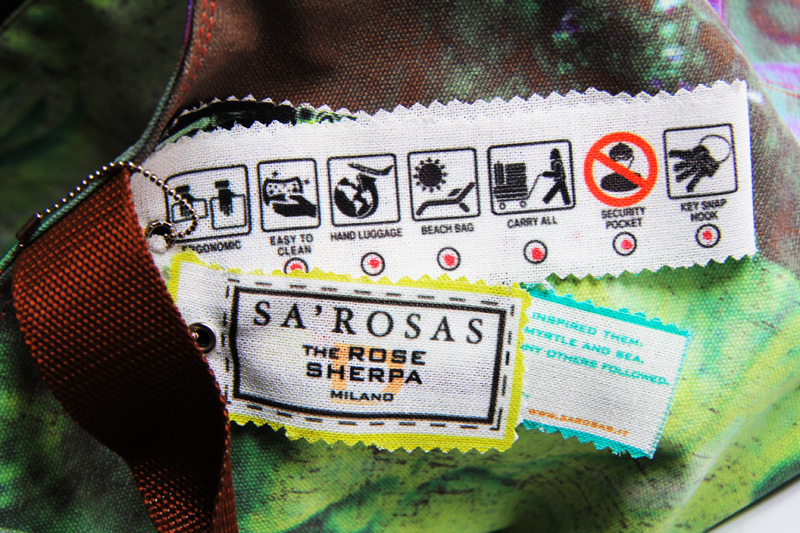 ERGONOMIC
EASY TO
CLEAN
HAND LUGGAGE
BEACH BAG
CARRY ALL
SECURITY
POCKET
KEY SNAP
HOOK
SA'ROSAS
THE ROSE
SHERPA
MILANO
INSPIRED THEM.
MYRTLE AND SEA.
OTHERS FOLLOWED.
www.sarosas.it